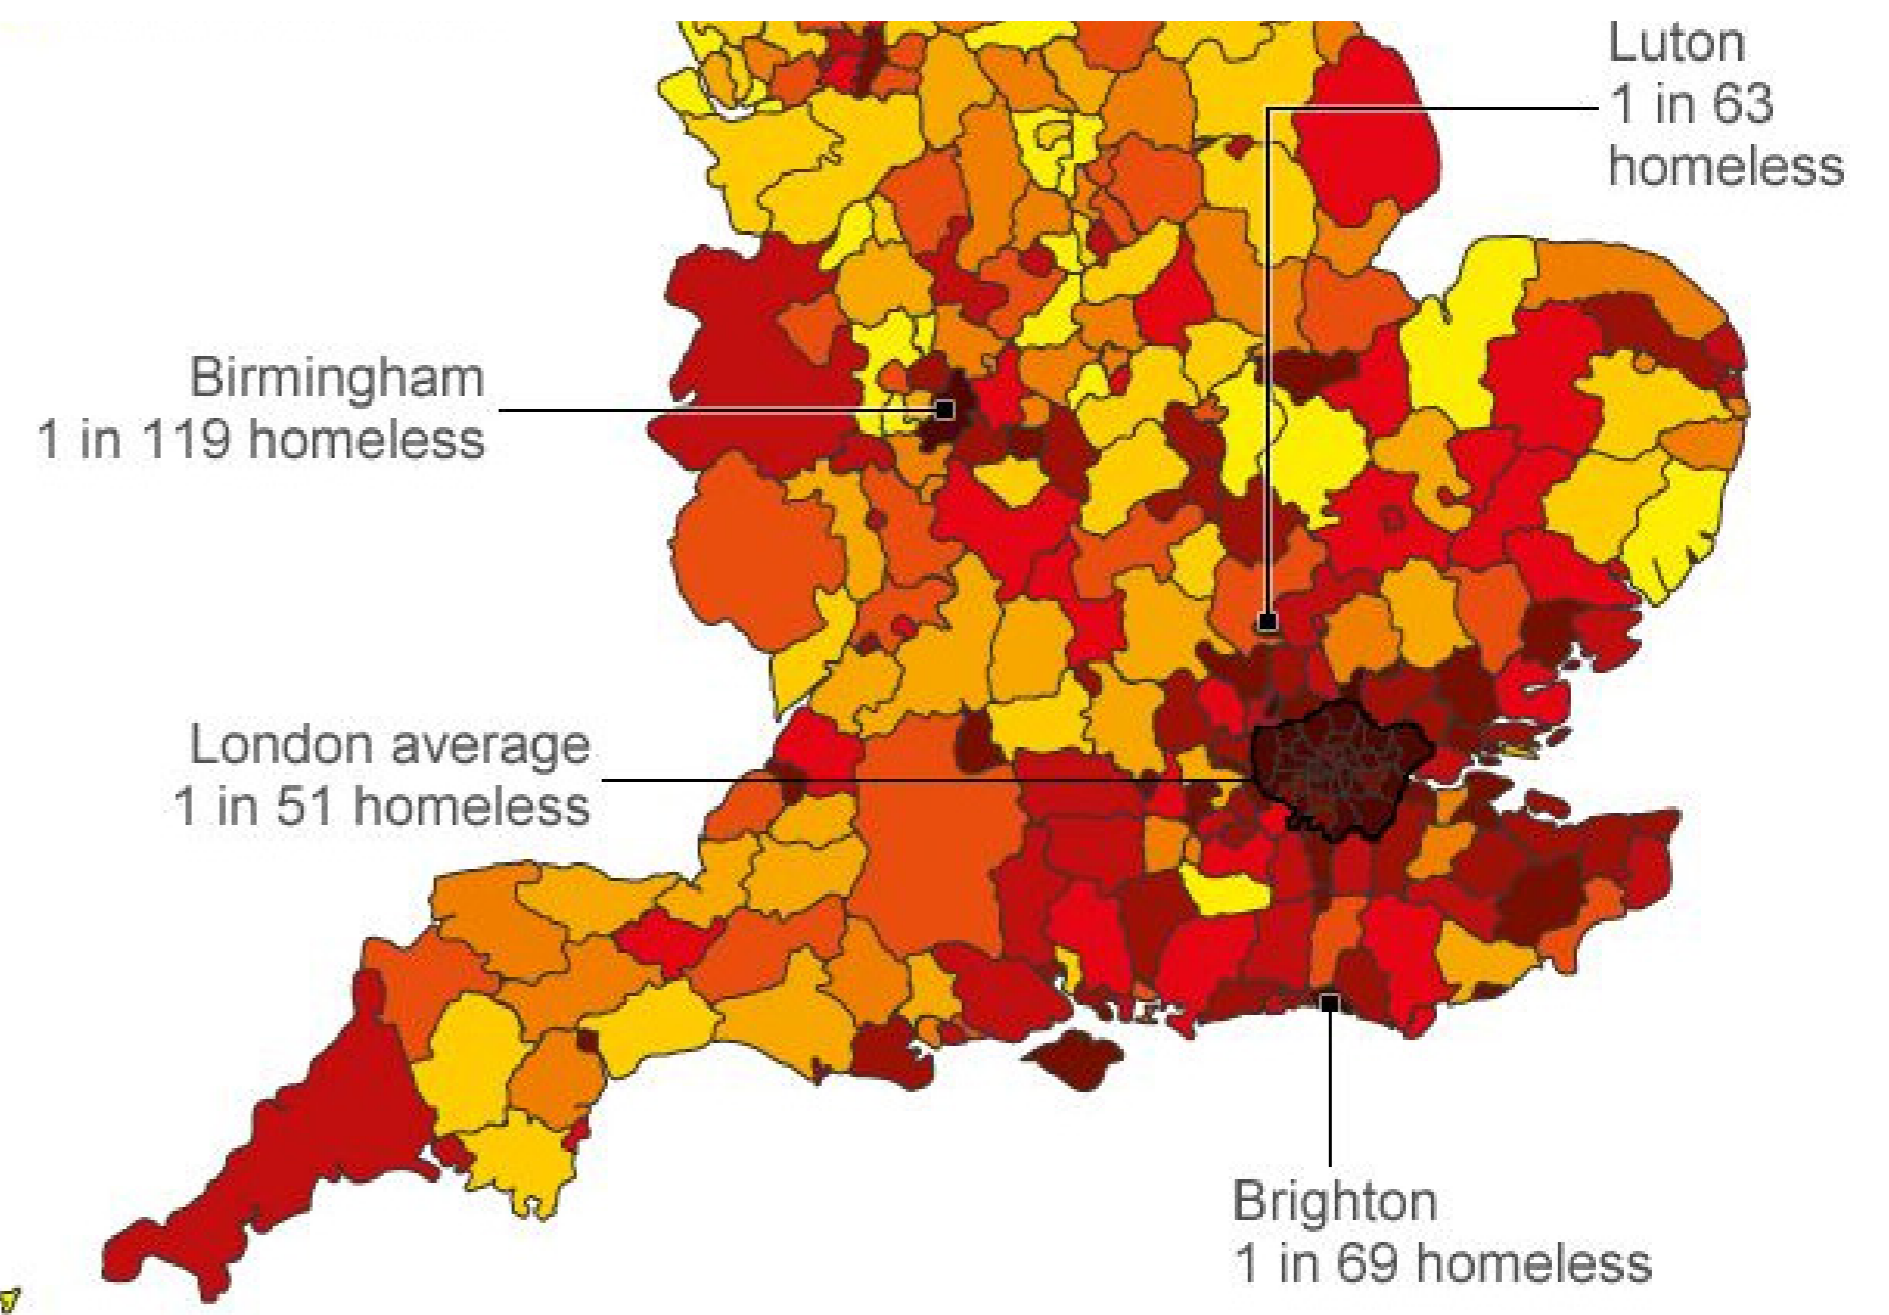 Luton
1 in 63
homeless
Birmingham
1 in 119 homeless
London average
1 in 51 homeless
Brighton
1 in 69 homeless